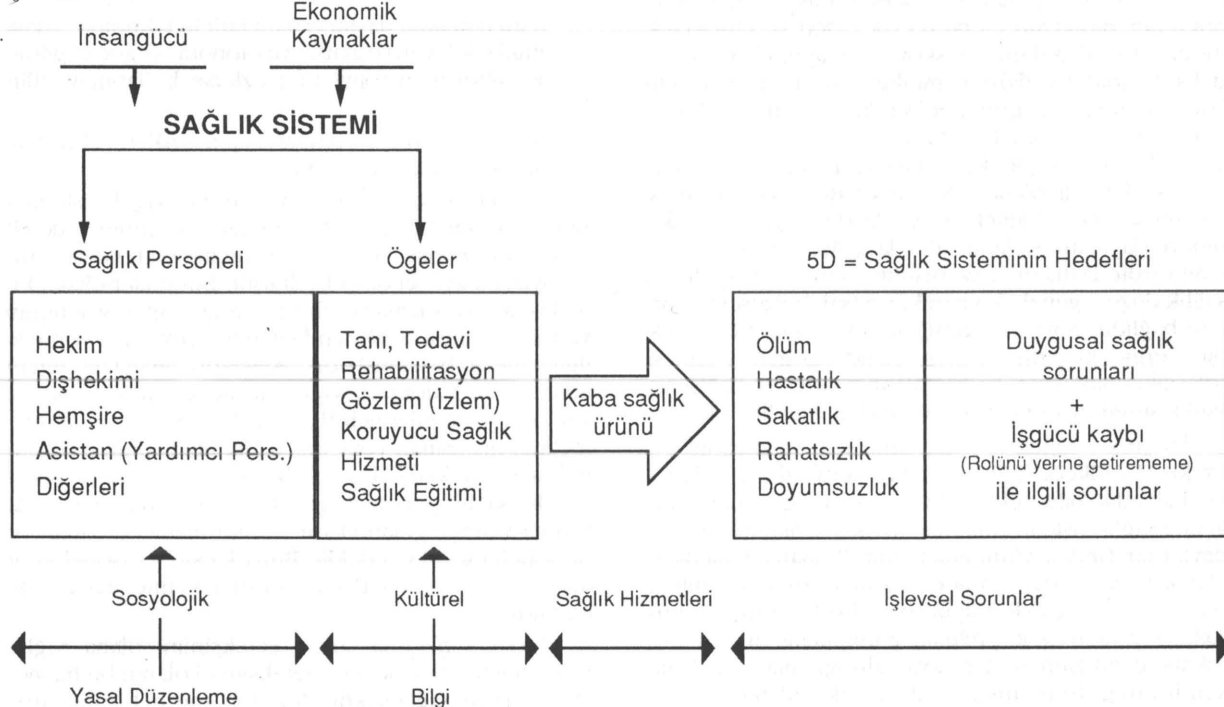 İnsangücü
Ekonomik
Kaynaklar
SAĞLIK SİSTEMİ
Sağlık Personeli
Ögeler
5D = Sağlık Sisteminin Hedefleri
Hekim
Dişhekimi
Hemşire
Asistan (Yardımcı Pers.)
Diğerleri
Tanı, Tedavi
Rehabilitasyon
Gözlem (İzlem)
Koruyucu Sağlık
Hizmeti
Sağlık Eğitimi
Kaba sağlık
ürünü
Ölüm
Hastalık
Sakatlık
Rahatsızlık
Doyumsuzluk
Duygusal sağlık
sorunları
+
İşgücü kaybı
(Rolünü yerine getirememe)
ile ilgili sorunlar
Sosyolojik
Kültürel
Sağlık Hizmetleri
İşlevsel Sorunlar
Yasal Düzenleme
Bilgi